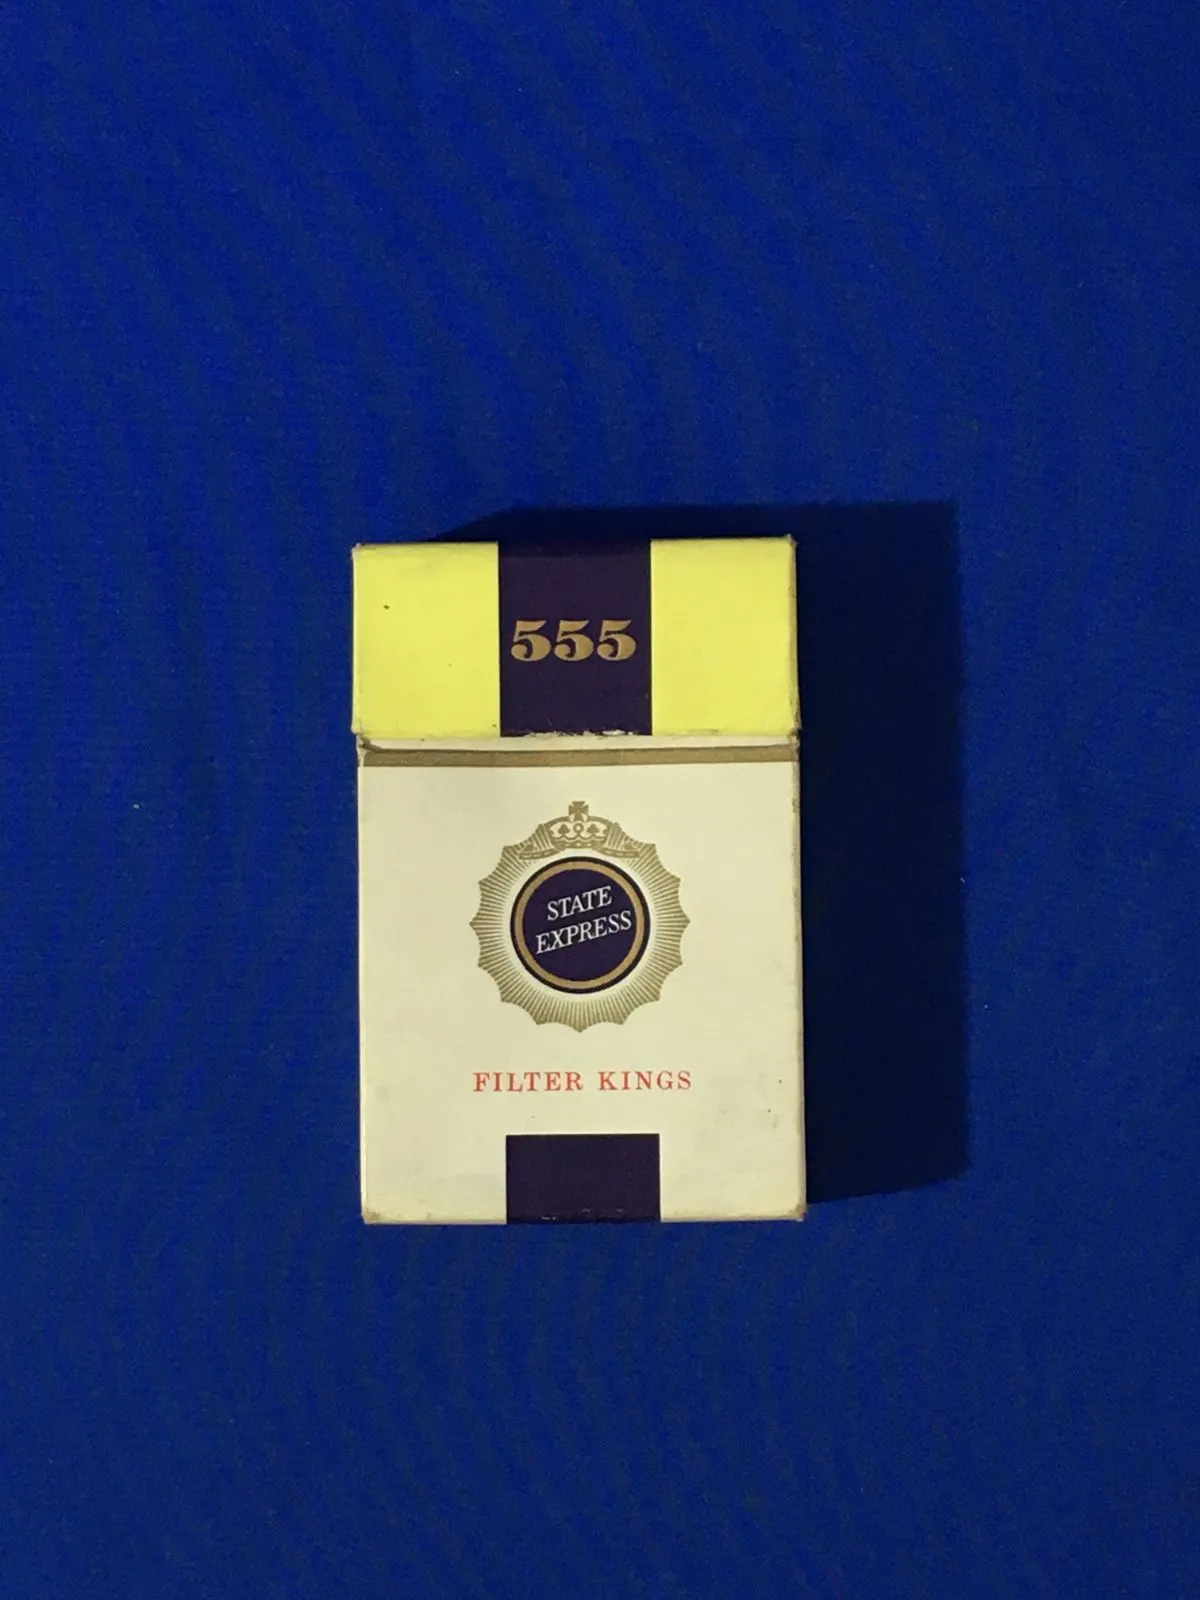 555
STATE
EXPRESS
FILTER KINGS